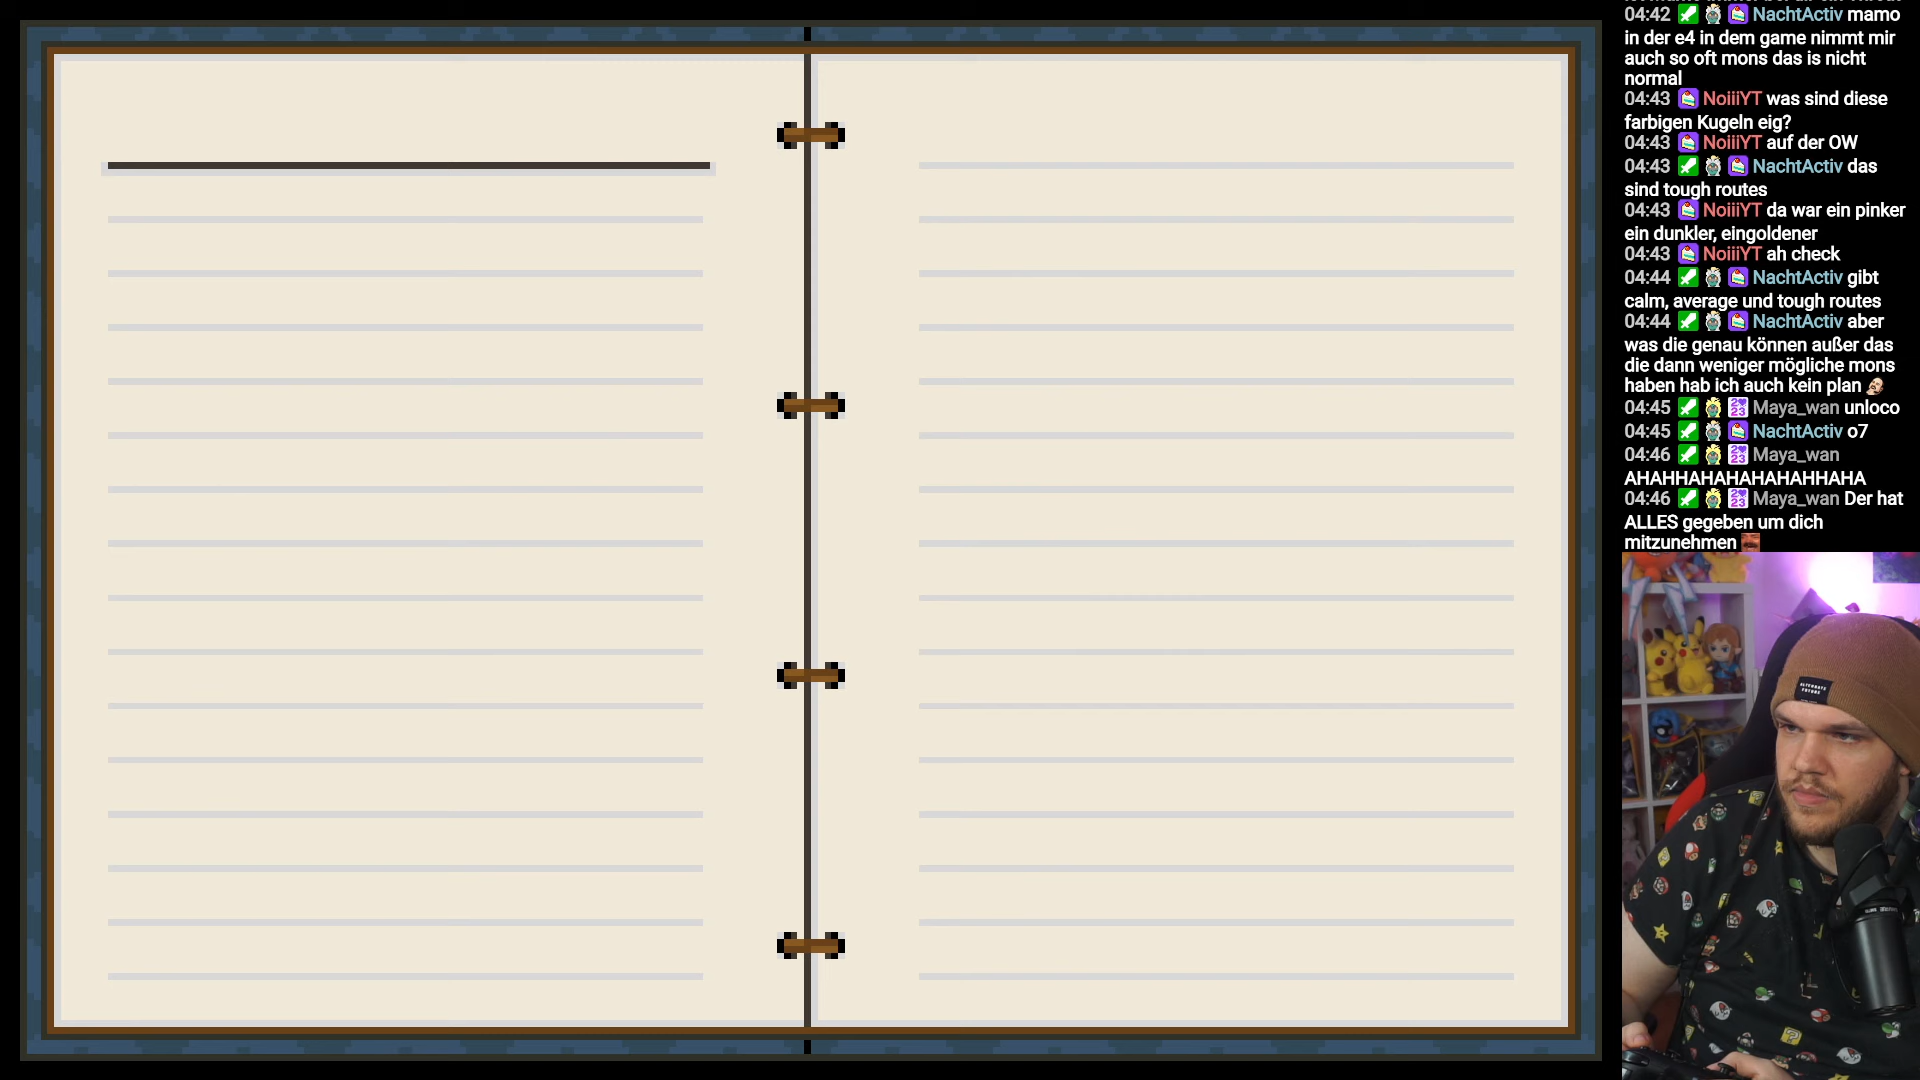 04:42 NachtActiv mamo
in der e4 in dem game nimmt mir
auch so oft mons das is nicht
normal
04:43 NoiiiYT was sind diese
farbigen Kugeln eig?
04:43 NoiiiYT auf der OW
04:43 NachtActiv das
sind tough routes
04:43 NoiiiYT da war ein pinker
ein dunkler, eingoldener
04:43 NoiiiYT ah check
04:44 NachtActiv gibt
calm, average und tough routes
04:44 NachtActiv aber
was die genau können außer das
die dann weniger mögliche mons
haben hab ich auch kein plan
04:45 Maya_wan unloco
04:45 NachtActiv o7
04:46 Maya_wan
AHAHHAHAHAHAHAHHAHA
04:46 Maya_wan Der hat
ALLES gegeben um dich
mitzunehmen